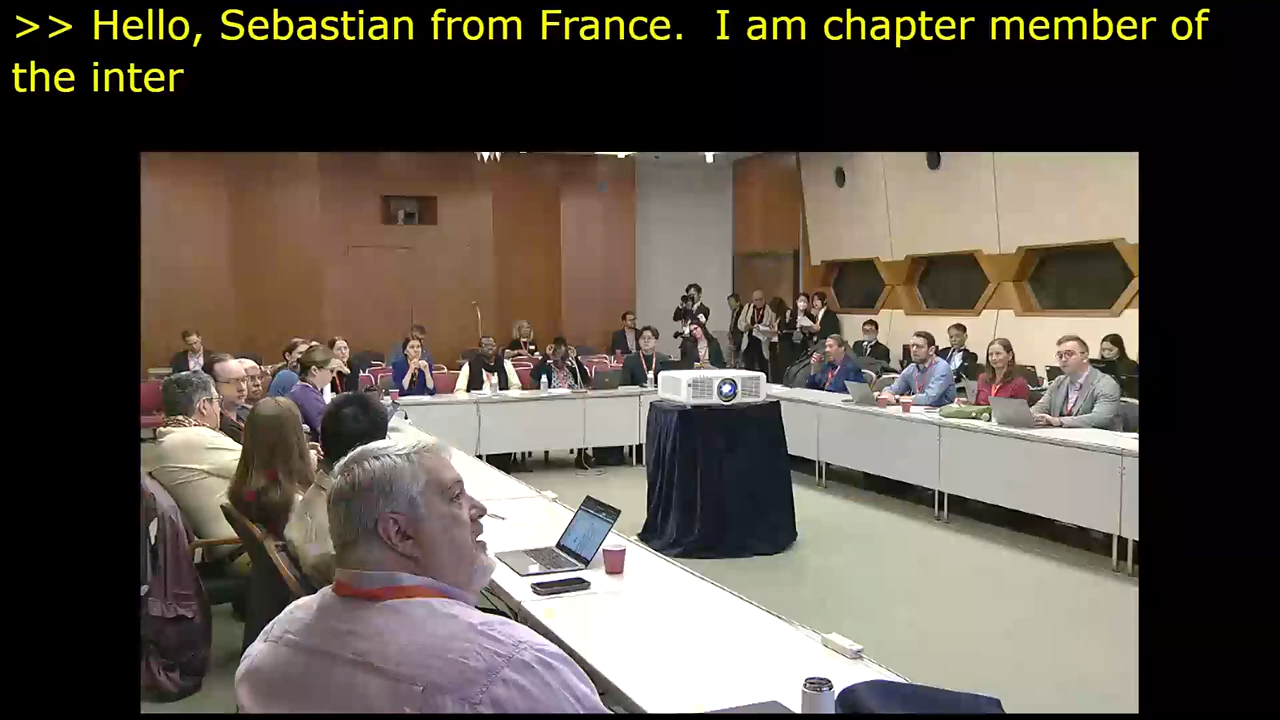 >> Hello, Sebastian from France.  I am chapter member of
the inter